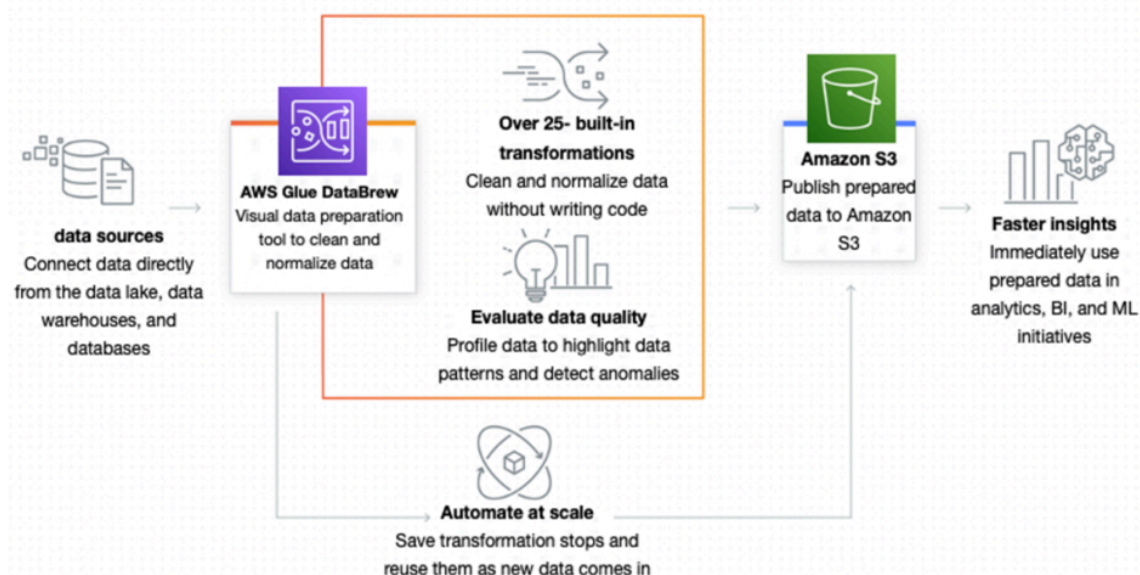 data sources
Connect data directly
from the data lake, data
warehouses, and
databases
AWS Glue DataBrew
Visual data preparation
tool to clean and
normalize data
Over 25- built-in
transformations
Clean and normalize data
without writing code
Evaluate data quality
Profile data to highlight data
patterns and detect anomalies
Automate at scale
Save transformation stops and
reuse them as new data comes in
Amazon S3
Publish prepared
data to Amazon
S3
Faster insights
Immediately use
prepared data in
analytics, BI, and ML
initiatives